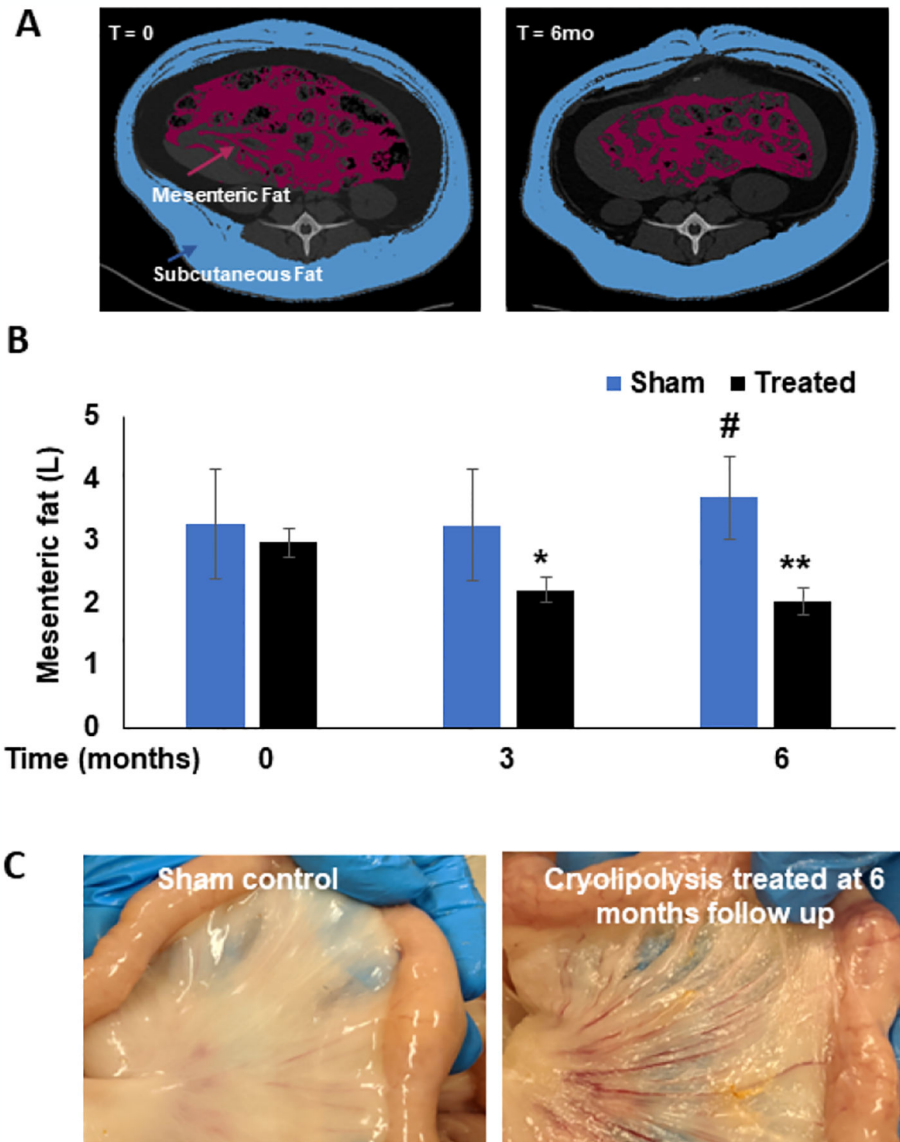 A
T = 0
T = 6mo
Mesenteric Fat
Subcutaneous Fat
B
Sham Treated
5
4
3
2
1
0
Mesenteric fat (L)
#
*
**
Time (months) 0 3 6
C
Sham control
Cryolipolysis treated at 6
months follow up